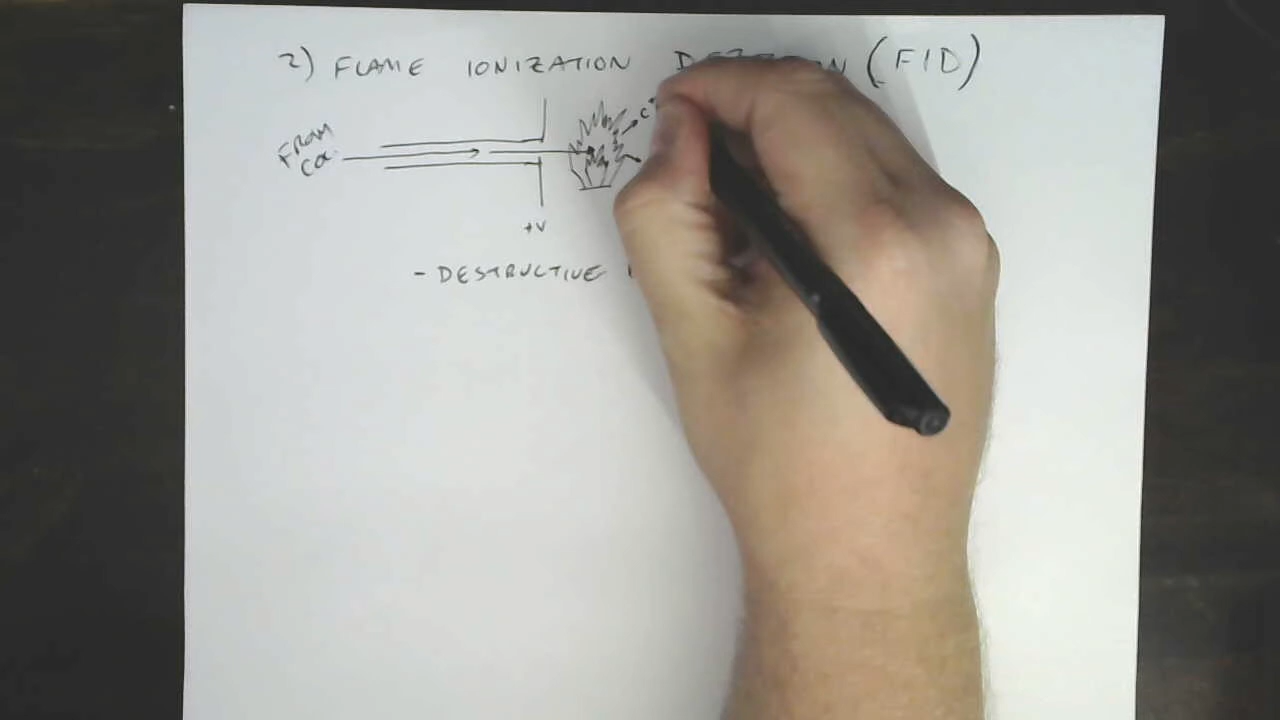 2) FLAME IONIZATION (FID)
FROM
COL.
C+
+V
- DESTRUCTIVE